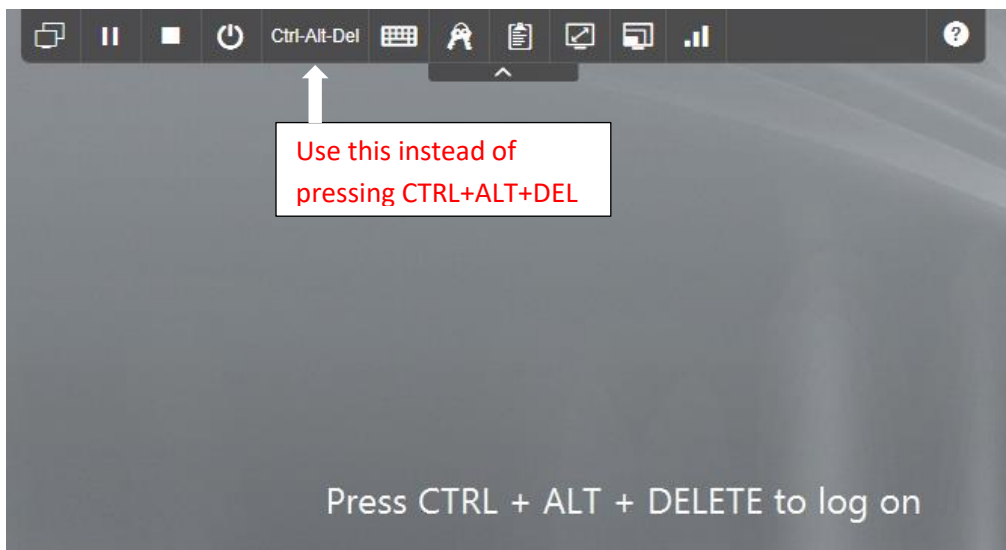 Ctrl-Alt-Del
?
Use this instead of
pressing CTRL+ALT+DEL
Press CTRL + ALT + DELETE to log on